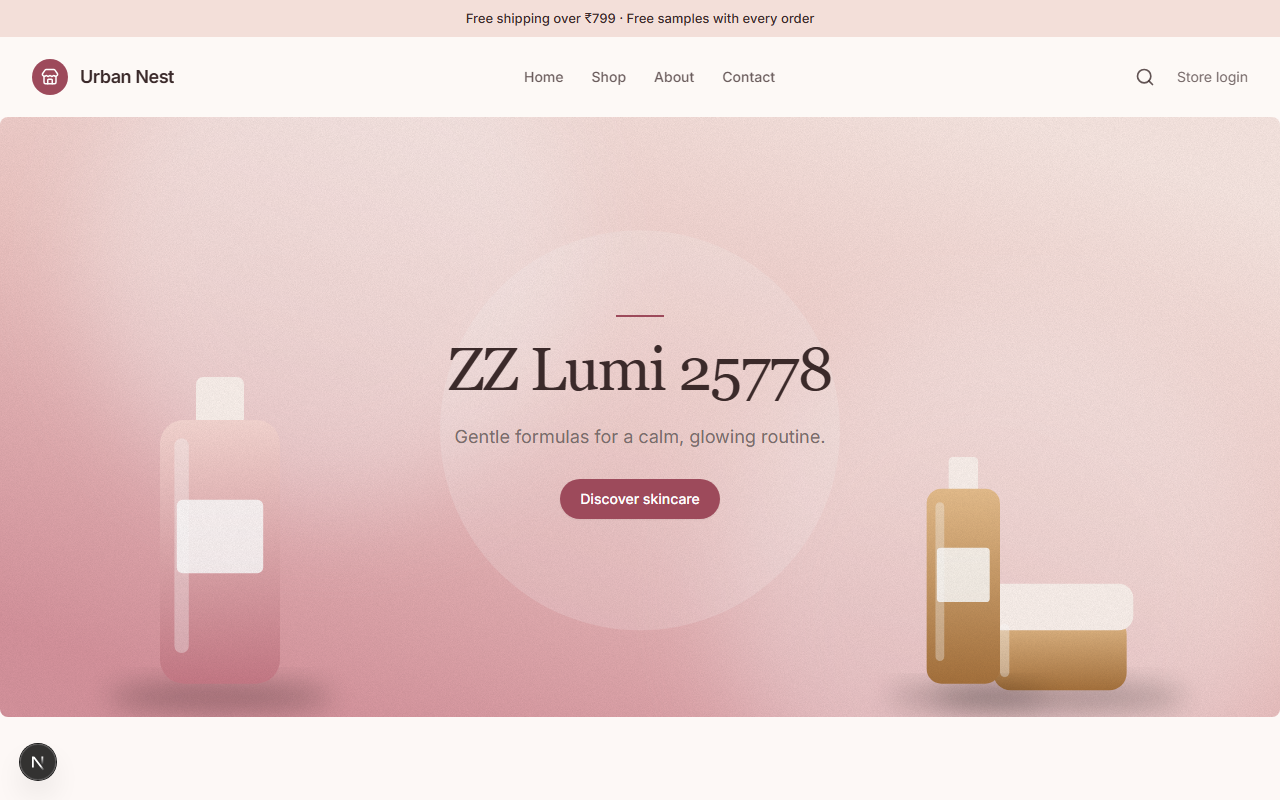 Free shipping over ₹799 · Free samples with every order
Urban Nest
Home
Shop
About
Contact
Store login
ZZ Lumi 25778
Gentle formulas for a calm, glowing routine.
Discover skincare
N